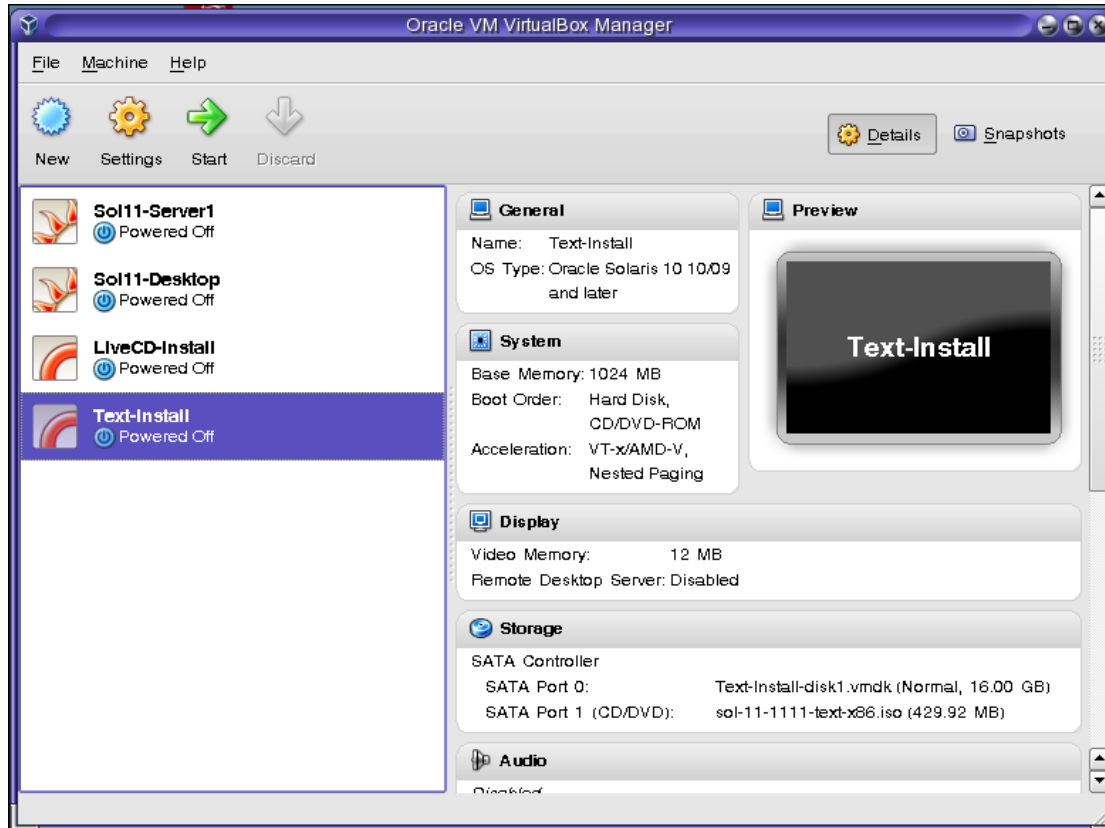 Oracle VM VirtualBox Manager
File Machine Help
New Settings Start Discard
Details Snapshots
Sol11-Server1
Powered Off
Sol11-Desktop
Powered Off
LiveCD-Install
Powered Off
Text-Install
Powered Off
General
Name: Text-Install
OS Type: Oracle Solaris 10 10/09
and later
System
Base Memory: 1024 MB
Boot Order: Hard Disk,
CD/DVD-ROM
Acceleration: VT-x/AMD-V,
Nested Paging
Preview
Text-Install
Display
Video Memory: 12 MB
Remote Desktop Server: Disabled
Storage
SATA Controller
SATA Port 0: Text-Install-disk1.vmdk (Normal, 16.00 GB)
SATA Port 1 (CD/DVD): sol-11-1111-text-x86.iso (429.92 MB)
Audio
Disabled